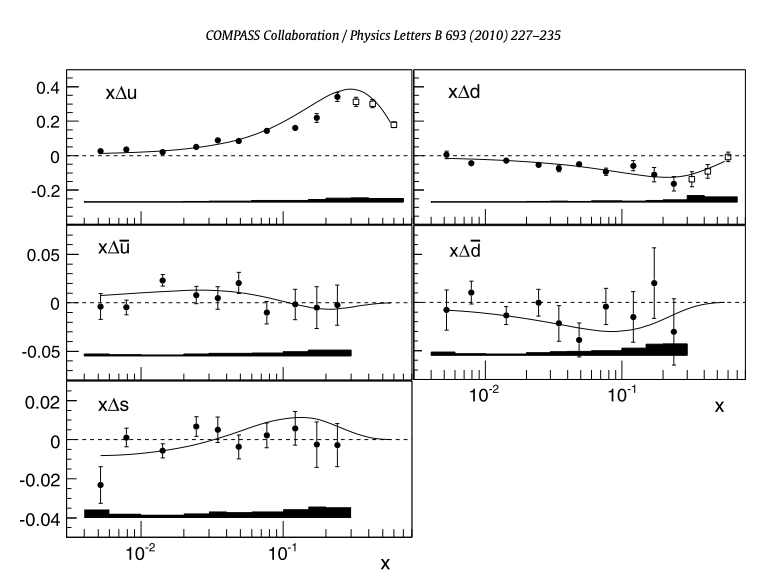 COMPASS Collaboration / Physics Letters B 693 (2010) 227–235
xΔu
0.4
0.2
0
-0.2
xΔd
xΔu̅
0.05
0
-0.05
xΔd̅
10⁻² 10⁻¹
x
xΔs
0.02
0
-0.02
-0.04
10⁻² 10⁻¹
x